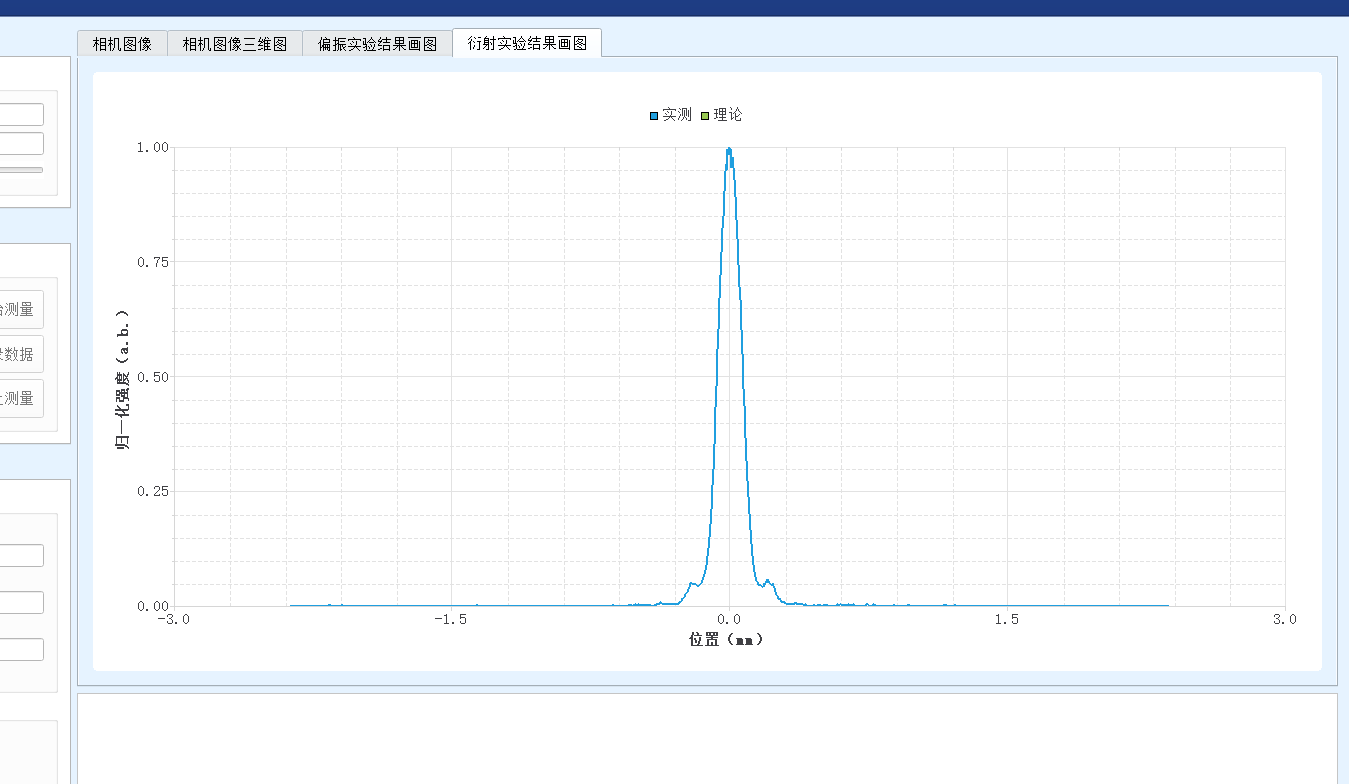 相机图像 相机图像三维图 偏振实验结果画图 衍射实验结果画图
实测 理论
1.00
0.75
0.50
0.25
0.00
归一化强度（a.b.）
-3.0 -1.5 0.0 1.5 3.0
位置（mm）
测量
数据
测量